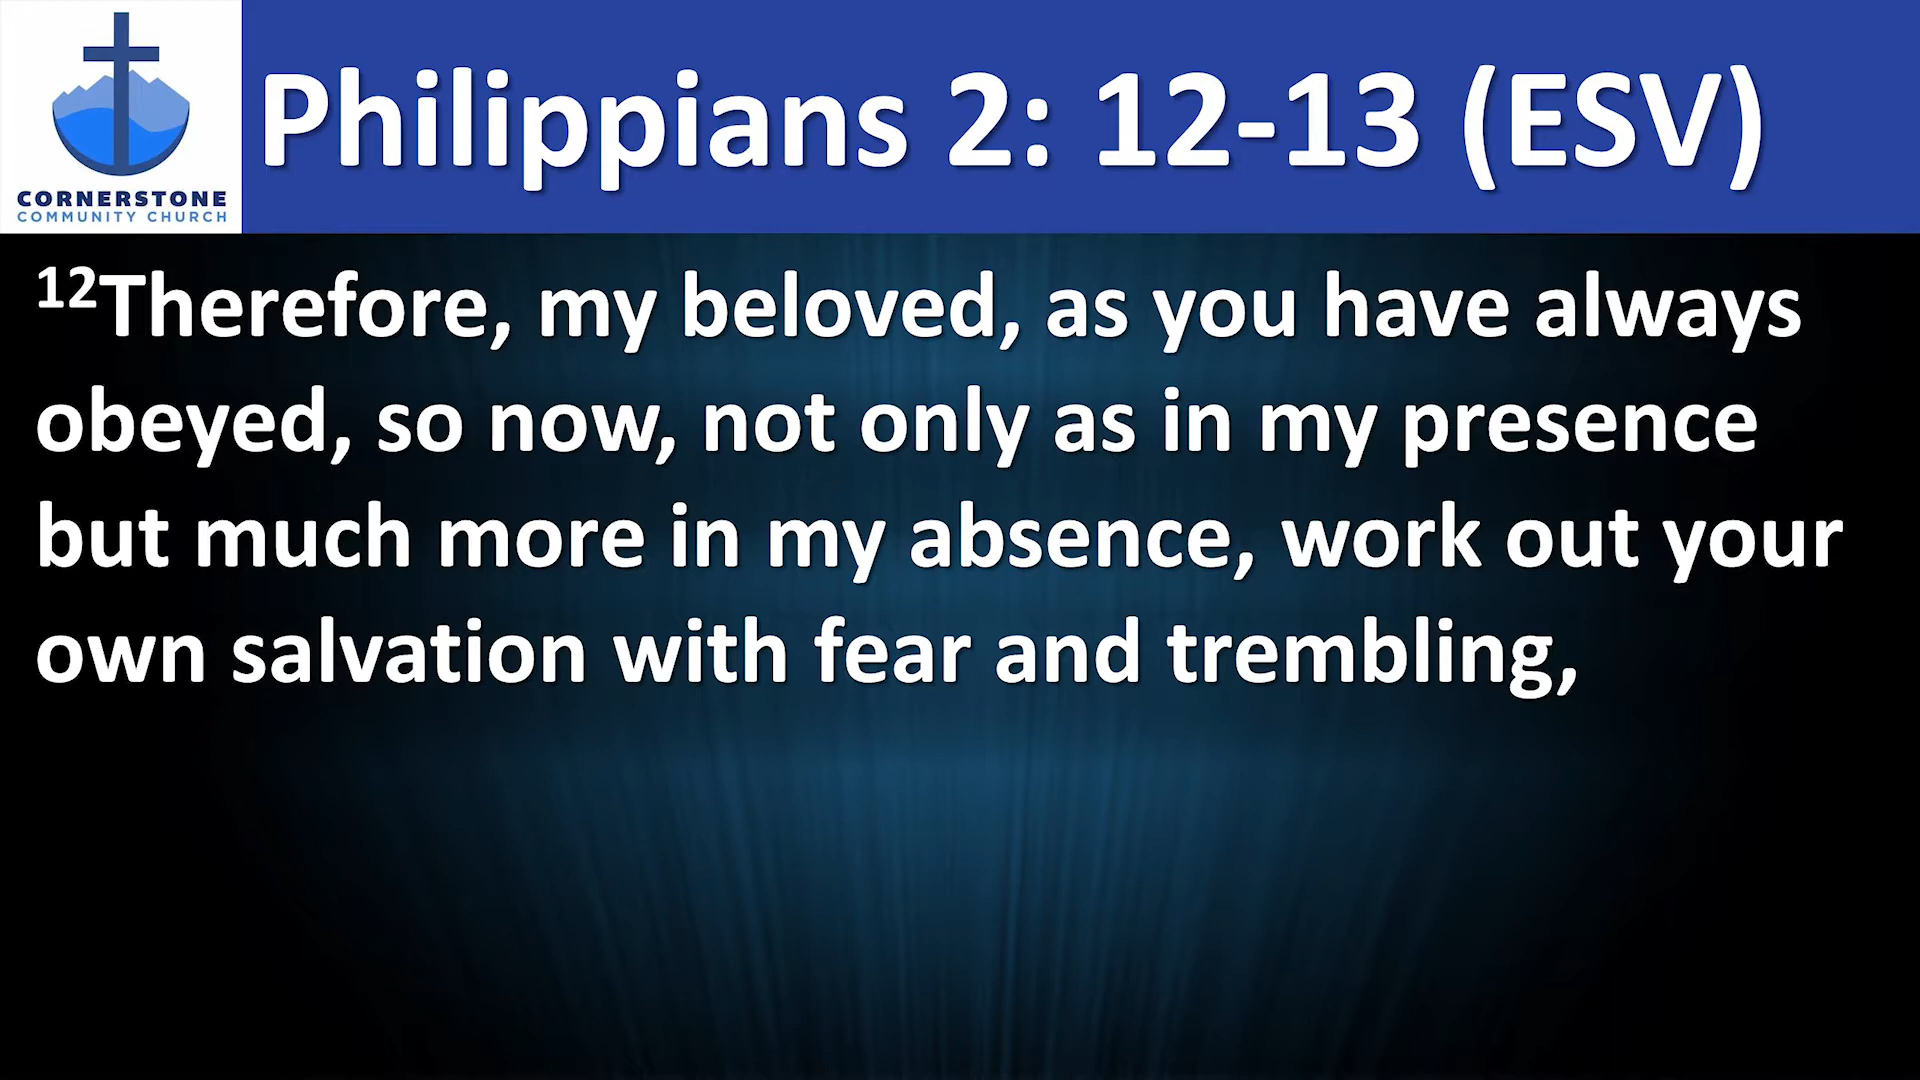 CORNERSTONE
COMMUNITY CHURCH
Philippians 2: 12-13 (ESV)
12Therefore, my beloved, as you have always
obeyed, so now, not only as in my presence
but much more in my absence, work out your
own salvation with fear and trembling,